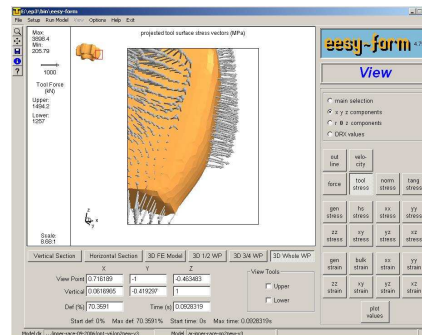 File Setup Run Model View Options Help Exit
projected tool surface stress vectors (MPa)
Max:
3898.4
Min:
205.79
1000
Tool Force
(kN)
Upper:
1494.2
Lower:
1257
Scale:
8.68:1
z
y
x
eesy-form 4.7
View
main selection
x y z components
r θ z components
DRX values
out line
velo-city
force
tool stress
norm stress
tang stress
gen stress
hs stress
xx stress
yy stress
zz stress
xy stress
yz stress
zx stress
gen strain
bulk strain
xx strain
yy strain
zz strain
xy strain
yz strain
zx strain
plot values
Vertical Section Horizontal Section 3D FE Model 3D 1/2 WP 3D 3/4 WP 3D Whole WP
X Y Z
View Point 0.716189 -1 -0.463483
Vertical 0.0616965 -0.419297 1
Def (%) 70.3591 Time (s) 0.0928319
View Tools
Upper
Lower
Start def 0% Max def 70.3591% Start time: 0s Max time: 0.0928319s